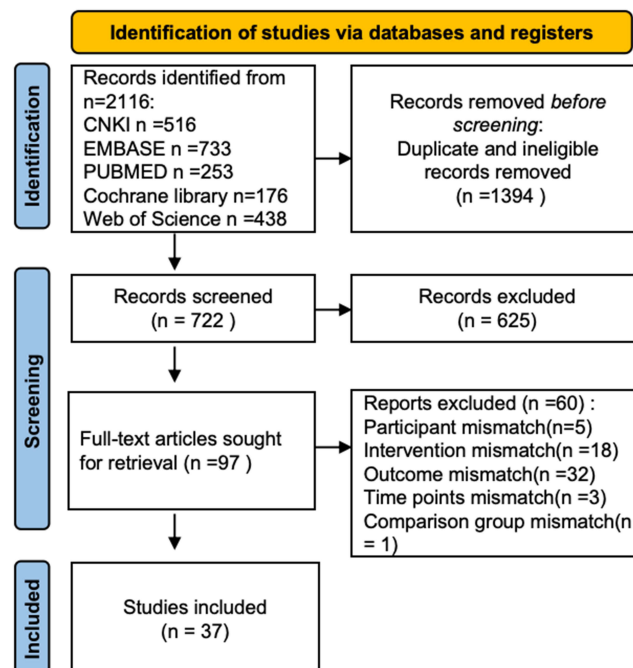 Identification of studies via databases and registers
Identification
Records identified from
n=2116:
CNKI n =516
EMBASE n =733
PUBMED n =253
Cochrane library n=176
Web of Science n =438
Records removed before
screening:
Duplicate and ineligible
records removed
(n =1394 )
Screening
Records screened
(n = 722 )
Records excluded
(n = 625)
Full-text articles sought
for retrieval (n =97 )
Reports excluded (n =60) :
Participant mismatch(n=5)
Intervention mismatch(n =18)
Outcome mismatch(n =32)
Time points mismatch(n =3)
Comparison group mismatch(n
= 1)
Included
Studies included
(n = 37)